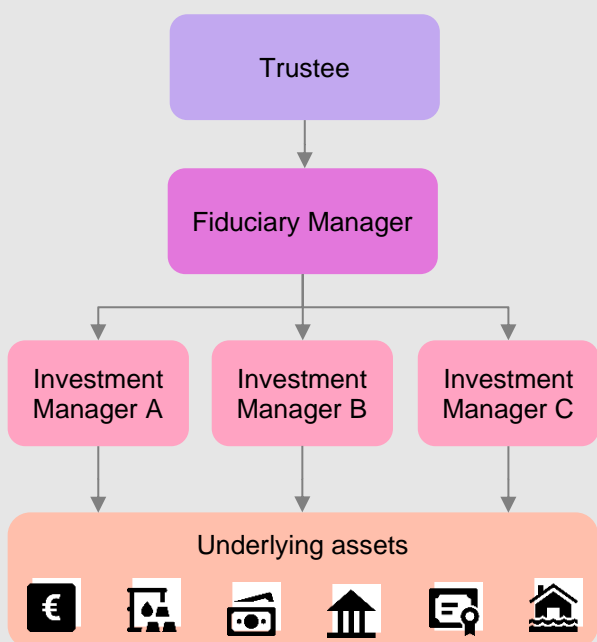 Trustee
Fiduciary Manager
Investment
Manager A
Investment
Manager B
Investment
Manager C
Underlying assets
€